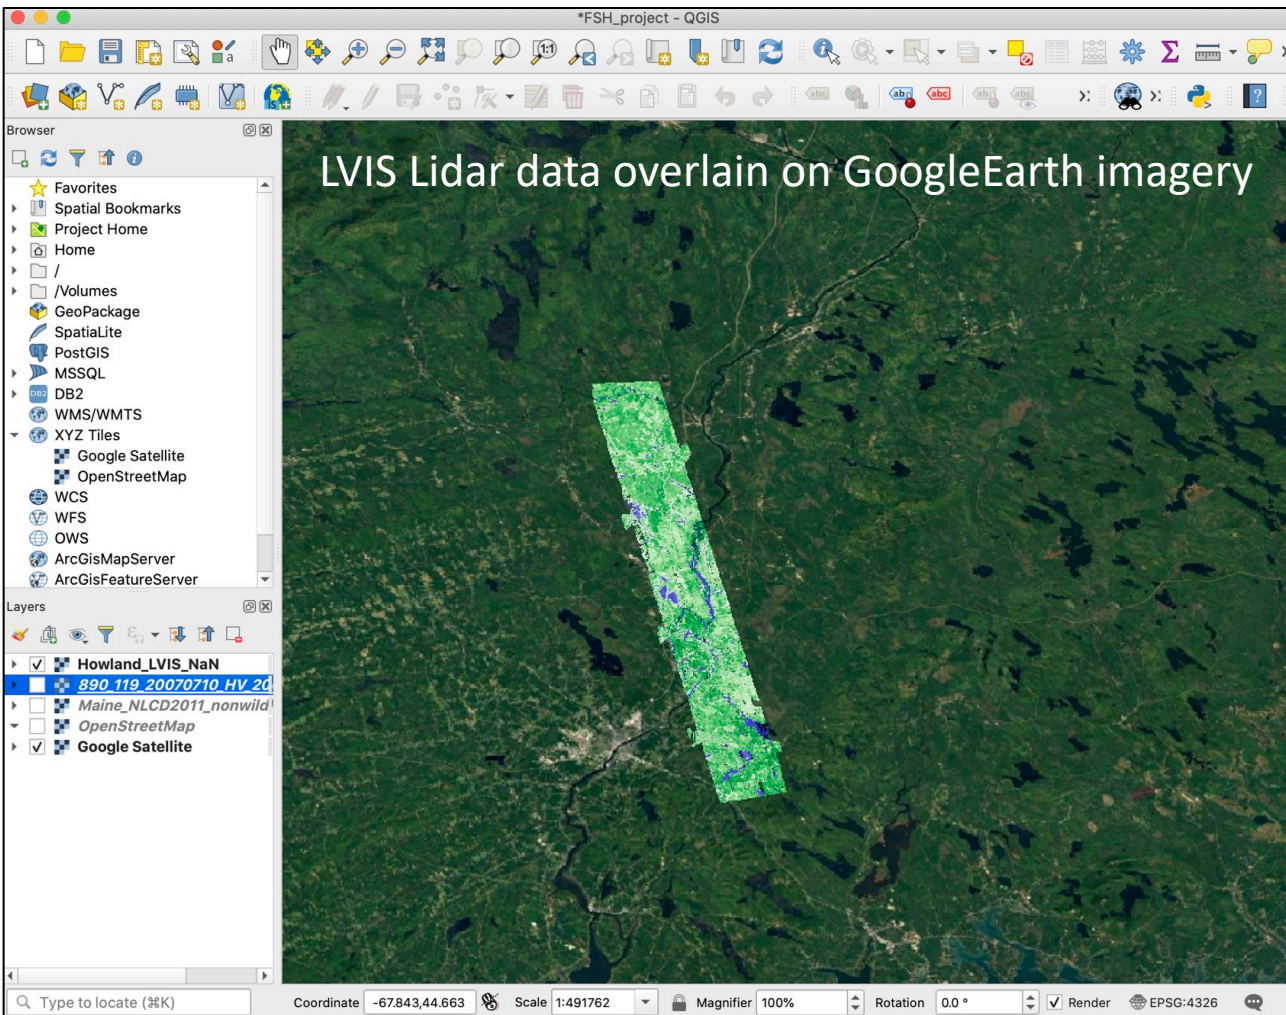 *FSH_project - QGIS
Browser
LVIS Lidar data overlain on GoogleEarth imagery
Favorites
Spatial Bookmarks
Project Home
Home
/
/Volumes
GeoPackage
SpatiaLite
PostGIS
MSSQL
DB2
WMS/WMTS
XYZ Tiles
Google Satellite
OpenStreetMap
WCS
WFS
OWS
ArcGisMapServer
ArcGisFeatureServer
Layers
Howland_LVIS_NaN
890_119_20070710_HV_20
Maine_NLCD2011_nonwild
OpenStreetMap
Google Satellite
Type to locate (⌘K) Coordinate -67.843,44.663 Scale 1:491762 Magnifier 100% Rotation 0.0 ° Render EPSG:4326